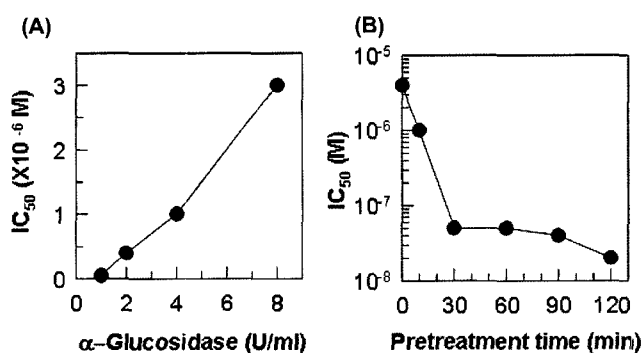 (A)
IC50 (X10-6 M)
3
2
1
0
0 2 4 6 8
α-Glucosidase (U/ml)
(B)
IC50 (M)
10-5
10-6
10-7
10-8
0 30 60 90 120
Pretreatment time (min)